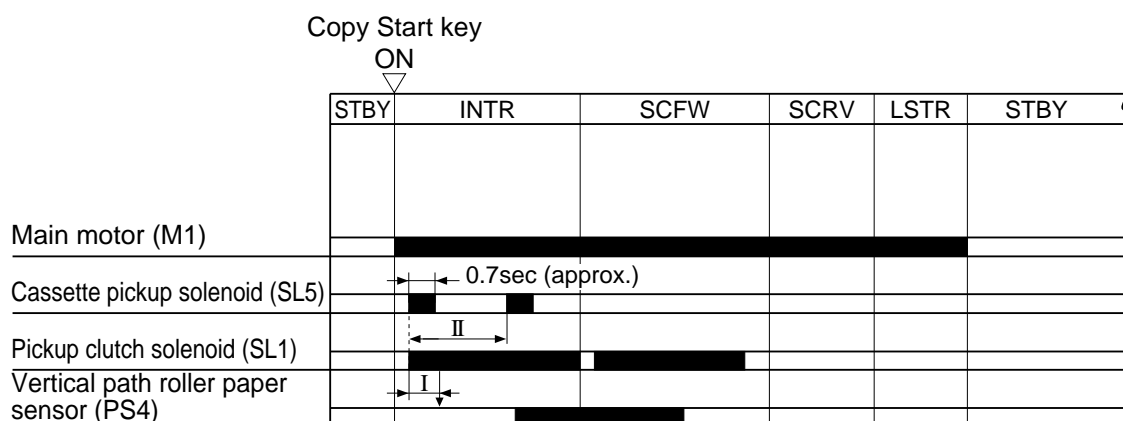 Copy Start key
ON
STBY INTR SCFW SCRV LSTR STBY
Main motor (M1)
0.7sec (approx.)
Cassette pickup solenoid (SL5)
II
Pickup clutch solenoid (SL1)
I
Vertical path roller paper
sensor (PS4)